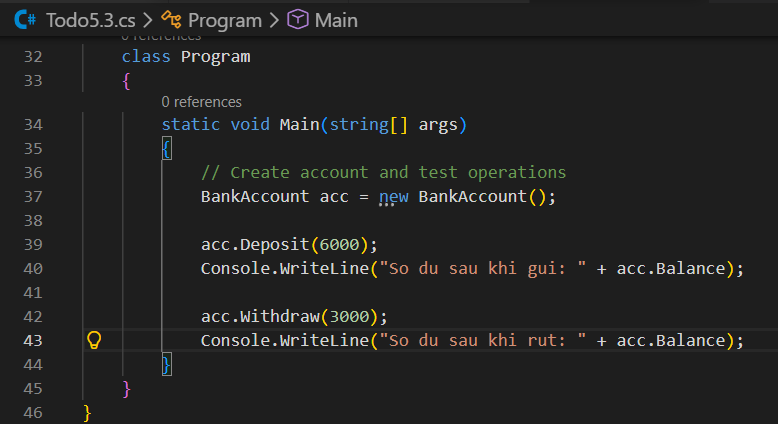 C# Todo5.3.cs > Program > Main
0 references
32 class Program
33 {
0 references
34 static void Main(string[] args)
35 {
36 // Create account and test operations
37 BankAccount acc = new BankAccount();
38
39 acc.Deposit(6000);
40 Console.WriteLine("So du sau khi gui: " + acc.Balance);
41
42 acc.Withdraw(3000);
43 Console.WriteLine("So du sau khi rut: " + acc.Balance);
44 }
45 }
46 }